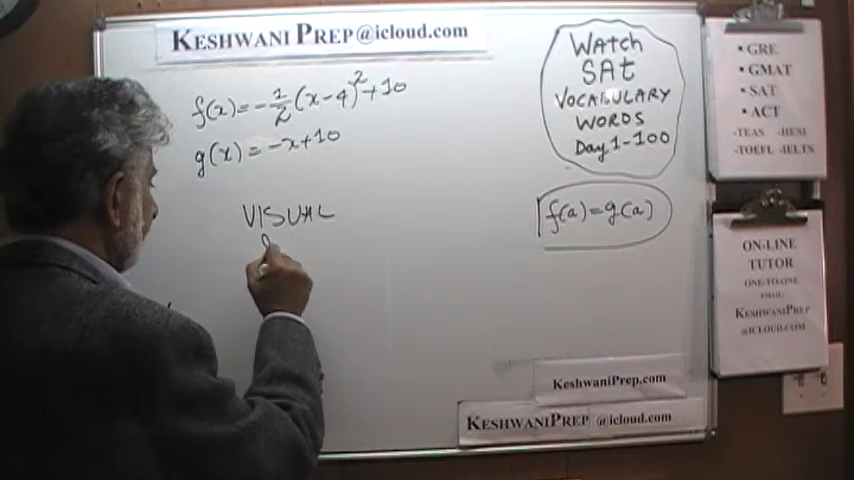 KESHWANIPREP@icloud.com
f(x) = -1/2 (x-4)²+10
g(x) = -x+10
VISUAL
WAtch
SAt
VOCABULARY
WORDS
Day 1-100
f(a)=g(a)
• GRE
• GMAT
• SAT
• ACT
-TEAS -HESI
-TOEFL -IELTS
ON-LINE
TUTOR
ONE-TO-ONE
EMAIL:
KESHWANIPREP
@ICLOUD.COM
KeshwaniPrep.com
KESHWANIPREP @icloud.com